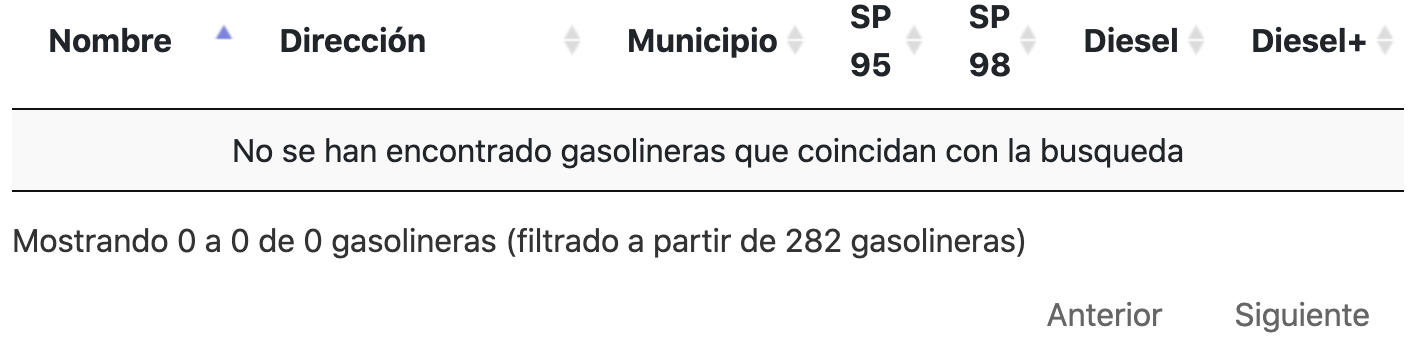 Nombre Dirección Municipio SP 95 SP 98 Diesel Diesel+
No se han encontrado gasolineras que coincidan con la busqueda
Mostrando 0 a 0 de 0 gasolineras (filtrado a partir de 282 gasolineras)
Anterior Siguiente